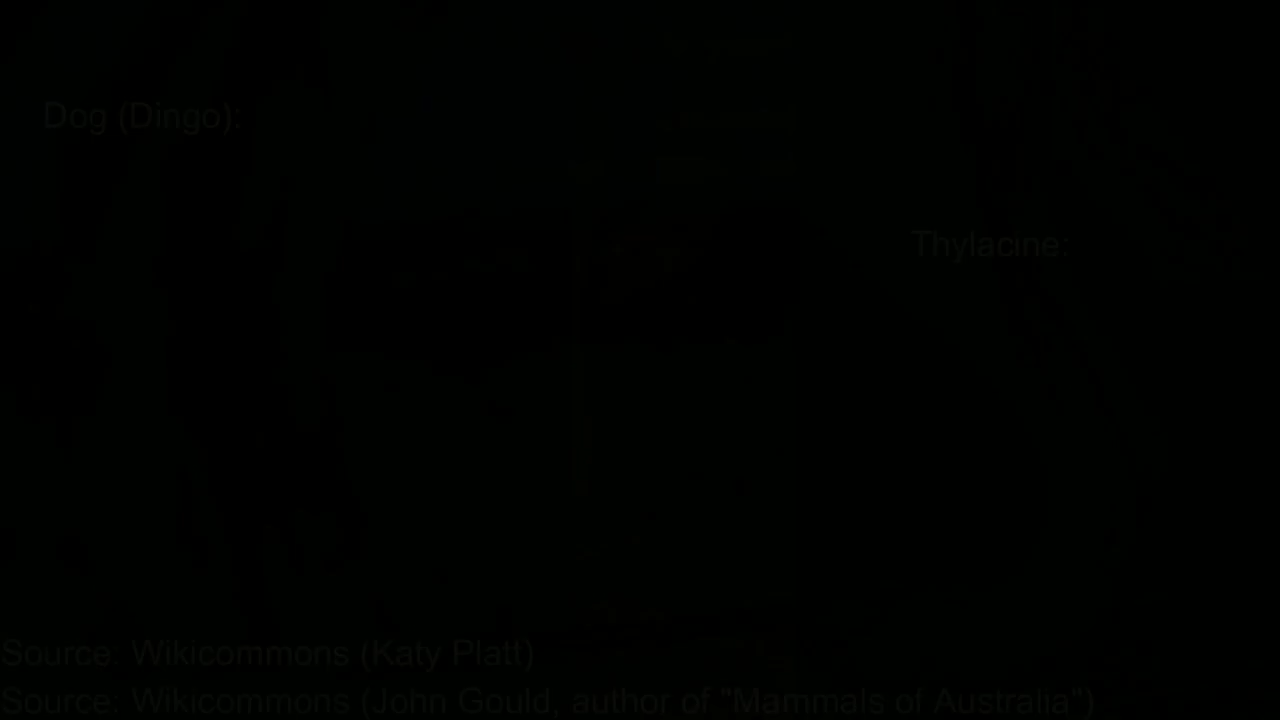 Dog (Dingo):
Thylacine:
Source: Wikicommons (Katy Platt)
Source: Wikicommons (John Gould, author of "Mammals of Australia")